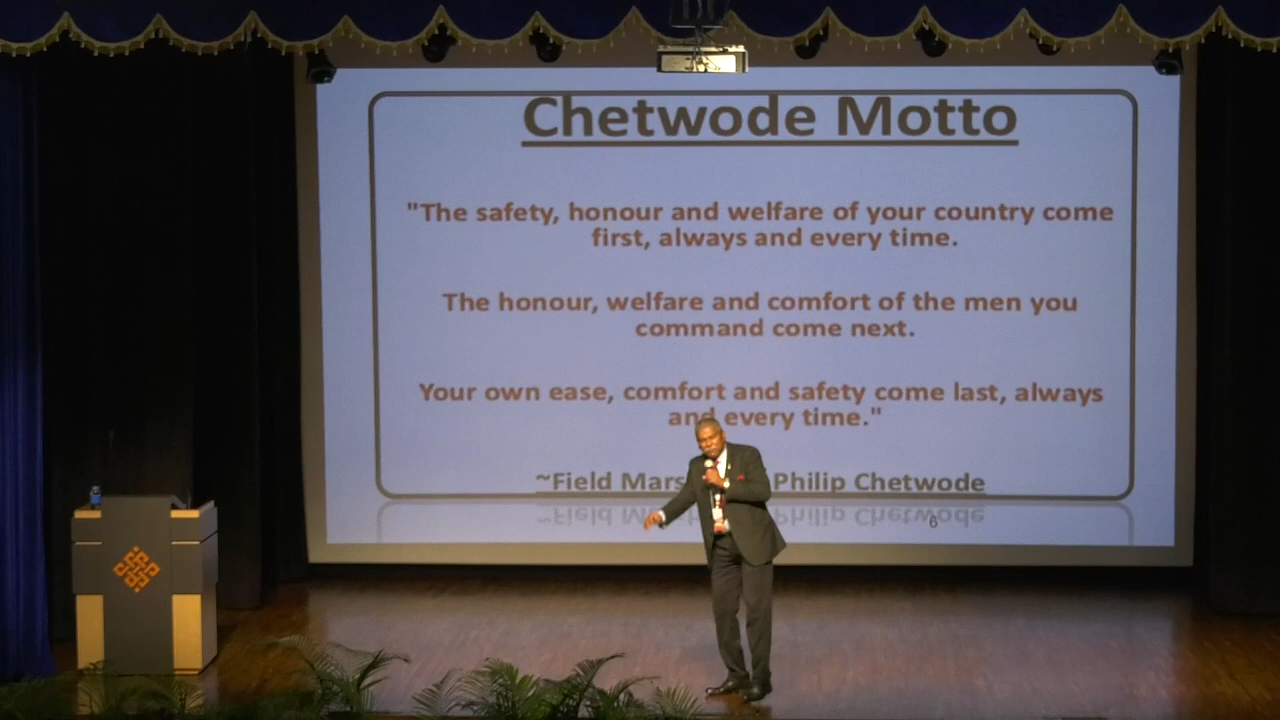 Chetwode Motto
"The safety, honour and welfare of your country come
first, always and every time.
The honour, welfare and comfort of the men you
command come next.
Your own ease, comfort and safety come last, always
and every time."
~Field Mars Philip Chetwode
6